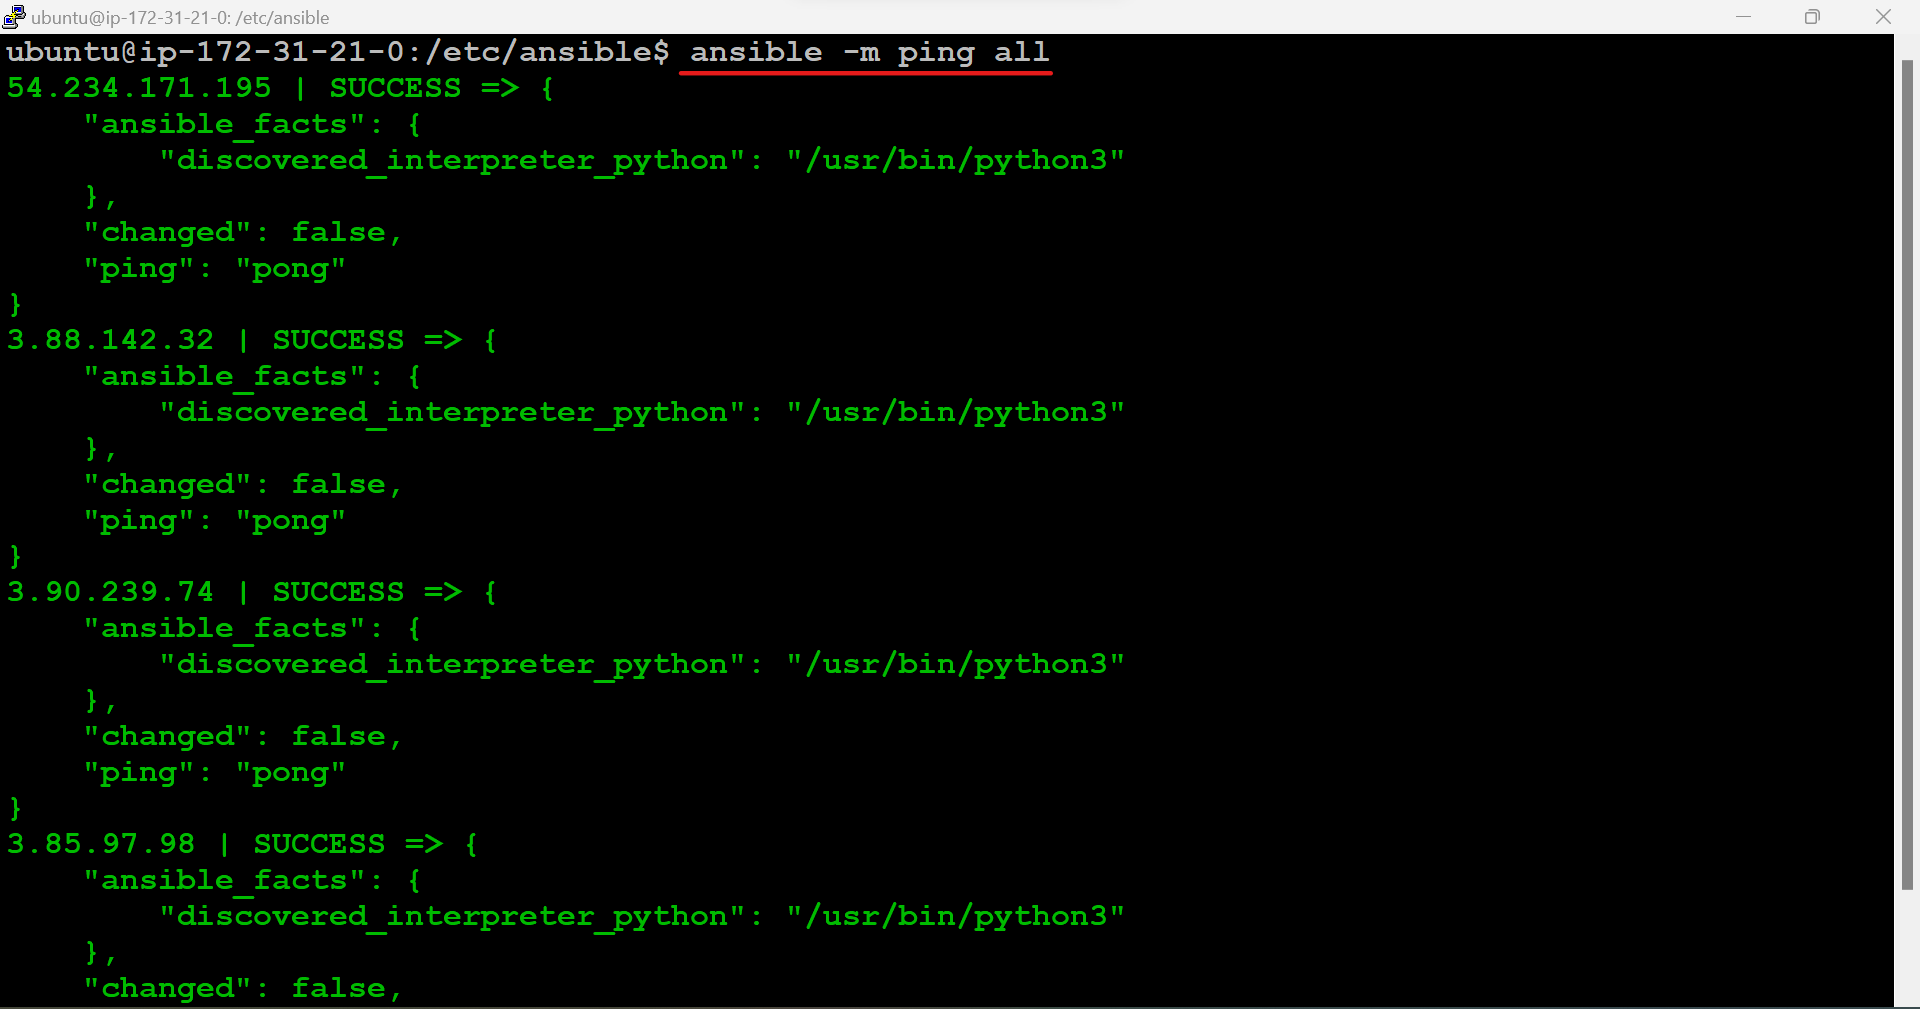 ubuntu@ip-172-31-21-0: /etc/ansible
ubuntu@ip-172-31-21-0:/etc/ansible$ ansible -m ping all
54.234.171.195 | SUCCESS => {
    "ansible_facts": {
        "discovered_interpreter_python": "/usr/bin/python3"
    },
    "changed": false,
    "ping": "pong"
}
3.88.142.32 | SUCCESS => {
    "ansible_facts": {
        "discovered_interpreter_python": "/usr/bin/python3"
    },
    "changed": false,
    "ping": "pong"
}
3.90.239.74 | SUCCESS => {
    "ansible_facts": {
        "discovered_interpreter_python": "/usr/bin/python3"
    },
    "changed": false,
    "ping": "pong"
}
3.85.97.98 | SUCCESS => {
    "ansible_facts": {
        "discovered_interpreter_python": "/usr/bin/python3"
    },
    "changed": false,